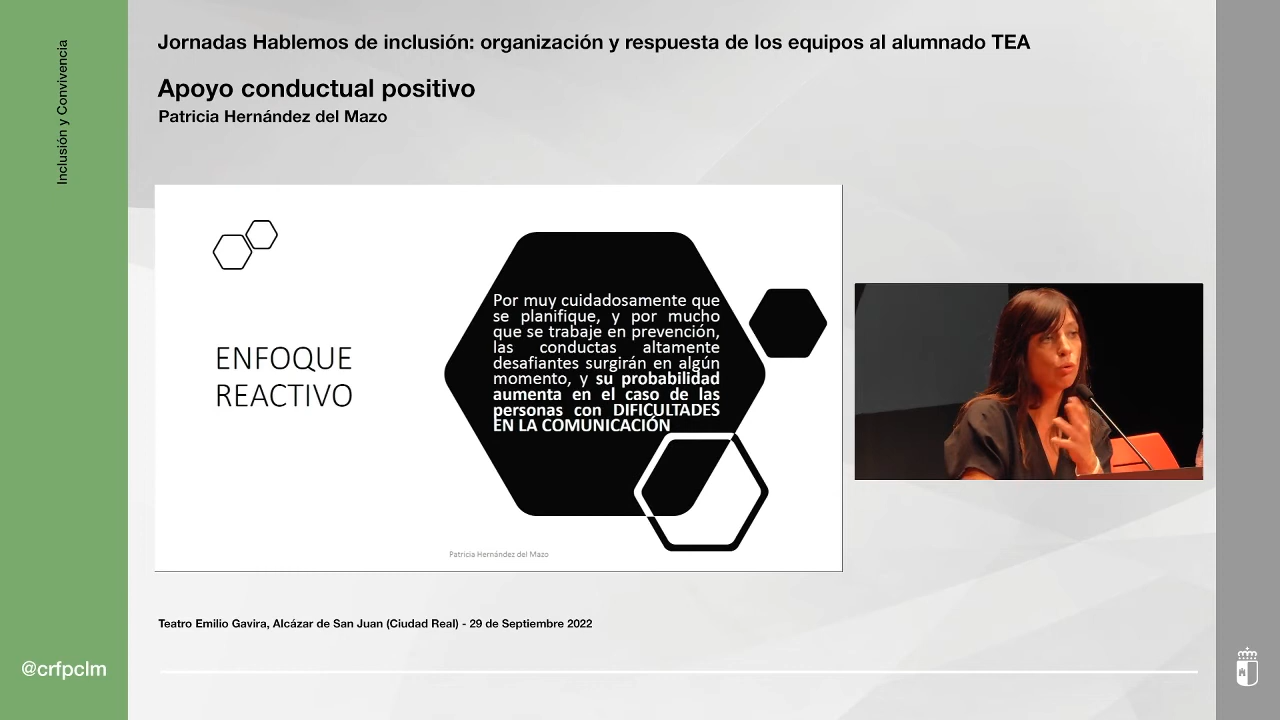 Inclusión y Convivencia
Jornadas Hablemos de inclusión: organización y respuesta de los equipos al alumnado TEA
Apoyo conductual positivo
Patricia Hernández del Mazo
ENFOQUE
REACTIVO
Por muy cuidadosamente que
se planifique, y por mucho
que se trabaje en prevención,
las conductas altamente
desafiantes surgirán en algún
momento, y su probabilidad
aumenta en el caso de las
personas con DIFICULTADES
EN LA COMUNICACIÓN
Patricia Hernández del Mazo
Teatro Emilio Gavira, Alcázar de San Juan (Ciudad Real) - 29 de Septiembre 2022
@crfpclm